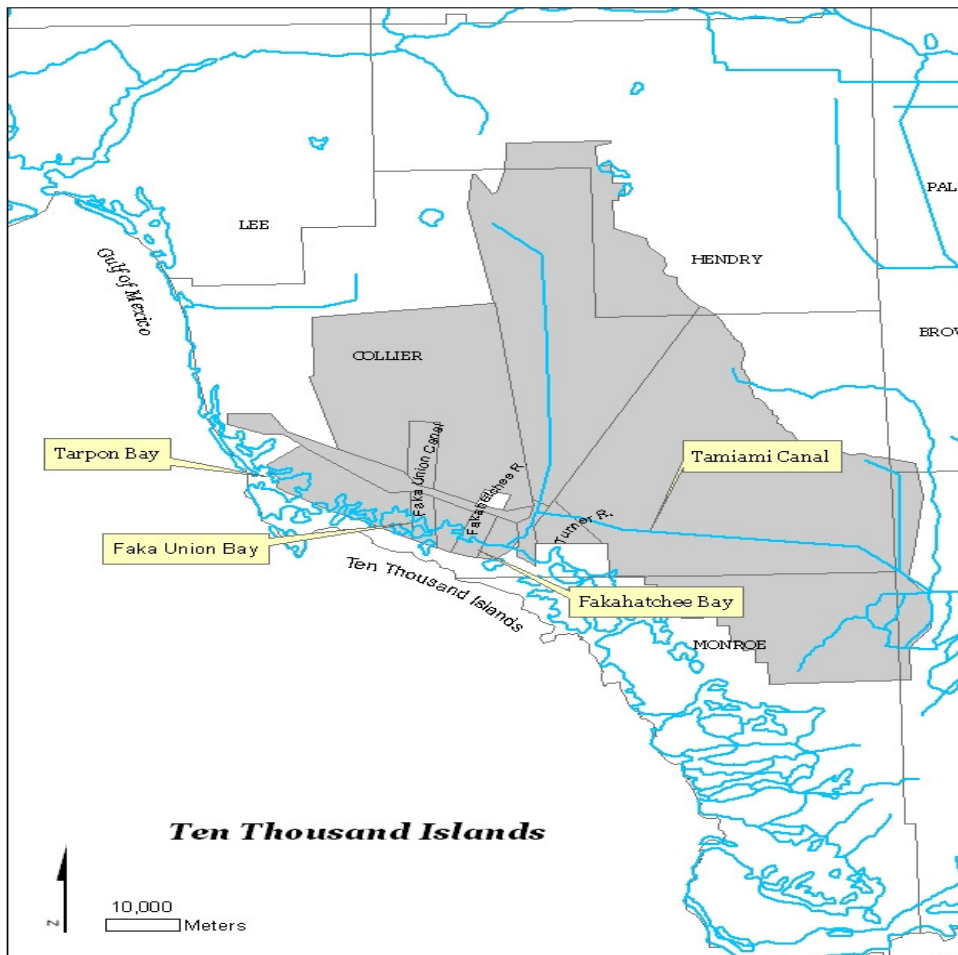 PAL
LEE
HENDRY
Gulf of Mexico
BROW
COLLIER
Tarpon Bay
Tamiami Canal
Faka Union Canal
Fakahatchee R.
Turner R.
Faka Union Bay
Ten Thousand Islands
Fakahatchee Bay
MONROE
Ten Thousand Islands
N
10,000
Meters